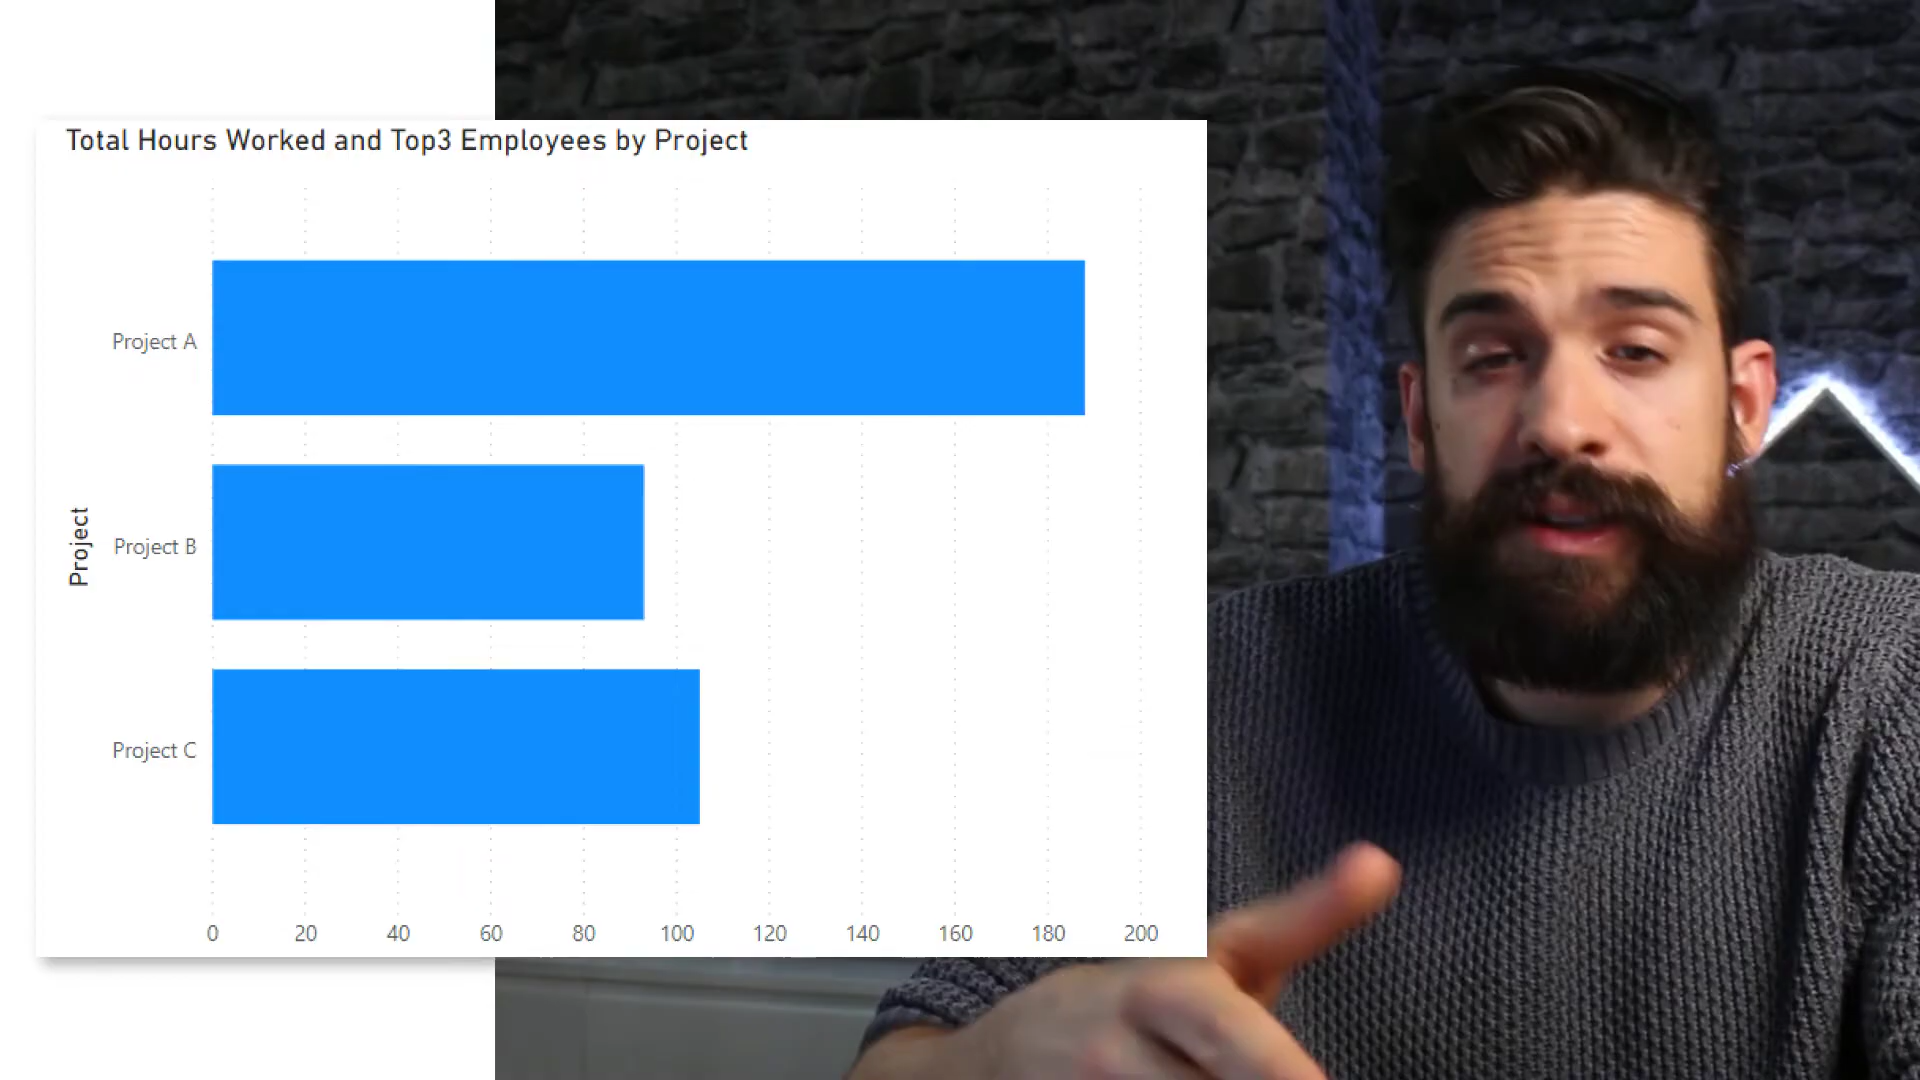 Total Hours Worked and Top3 Employees by Project
Project
Project A
Project B
Project C
0 20 40 60 80 100 120 140 160 180 200